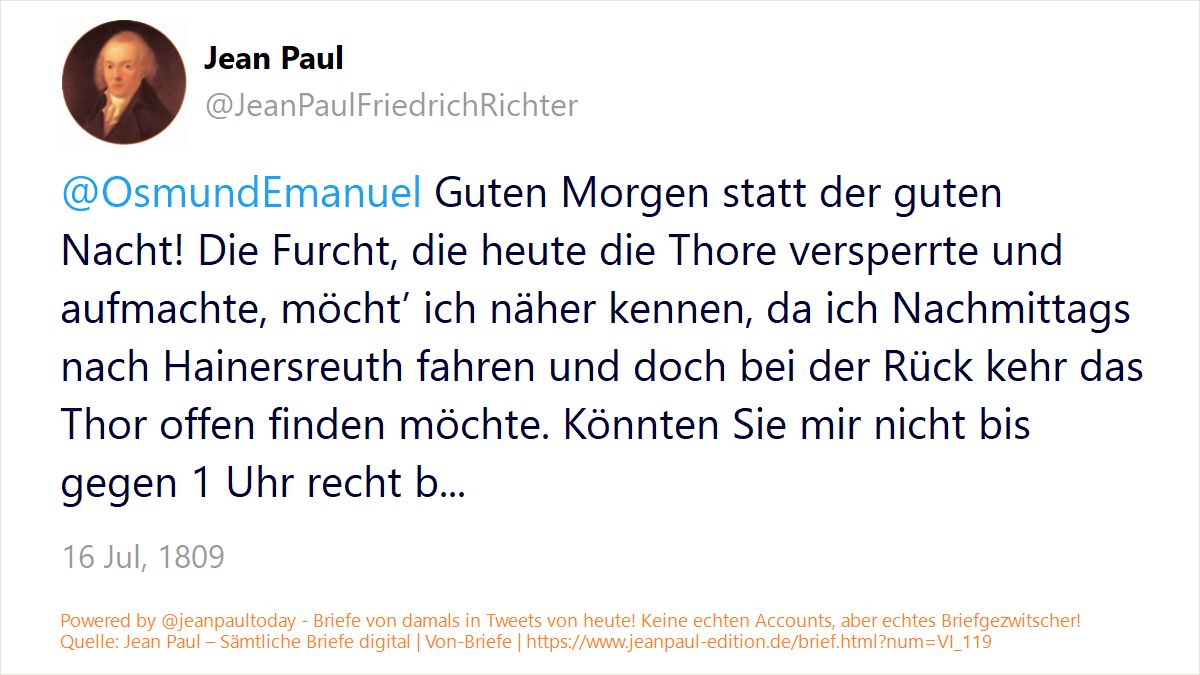 Jean Paul
@JeanPaulFriedrichRichter
@OsmundEmanuel Guten Morgen statt der guten
Nacht! Die Furcht, die heute die Thore versperrte und
aufmachte, möcht’ ich näher kennen, da ich Nachmittags
nach Hainersreuth fahren und doch bei der Rück kehr das
Thor offen finden möchte. Könnten Sie mir nicht bis
gegen 1 Uhr recht b...
16 Jul, 1809
Powered by @jeanpaultoday - Briefe von damals in Tweets von heute! Keine echten Accounts, aber echtes Briefgezwitscher!
Quelle: Jean Paul – Sämtliche Briefe digital | Von-Briefe | https://www.jeanpaul-edition.de/brief.html?num=VI_119